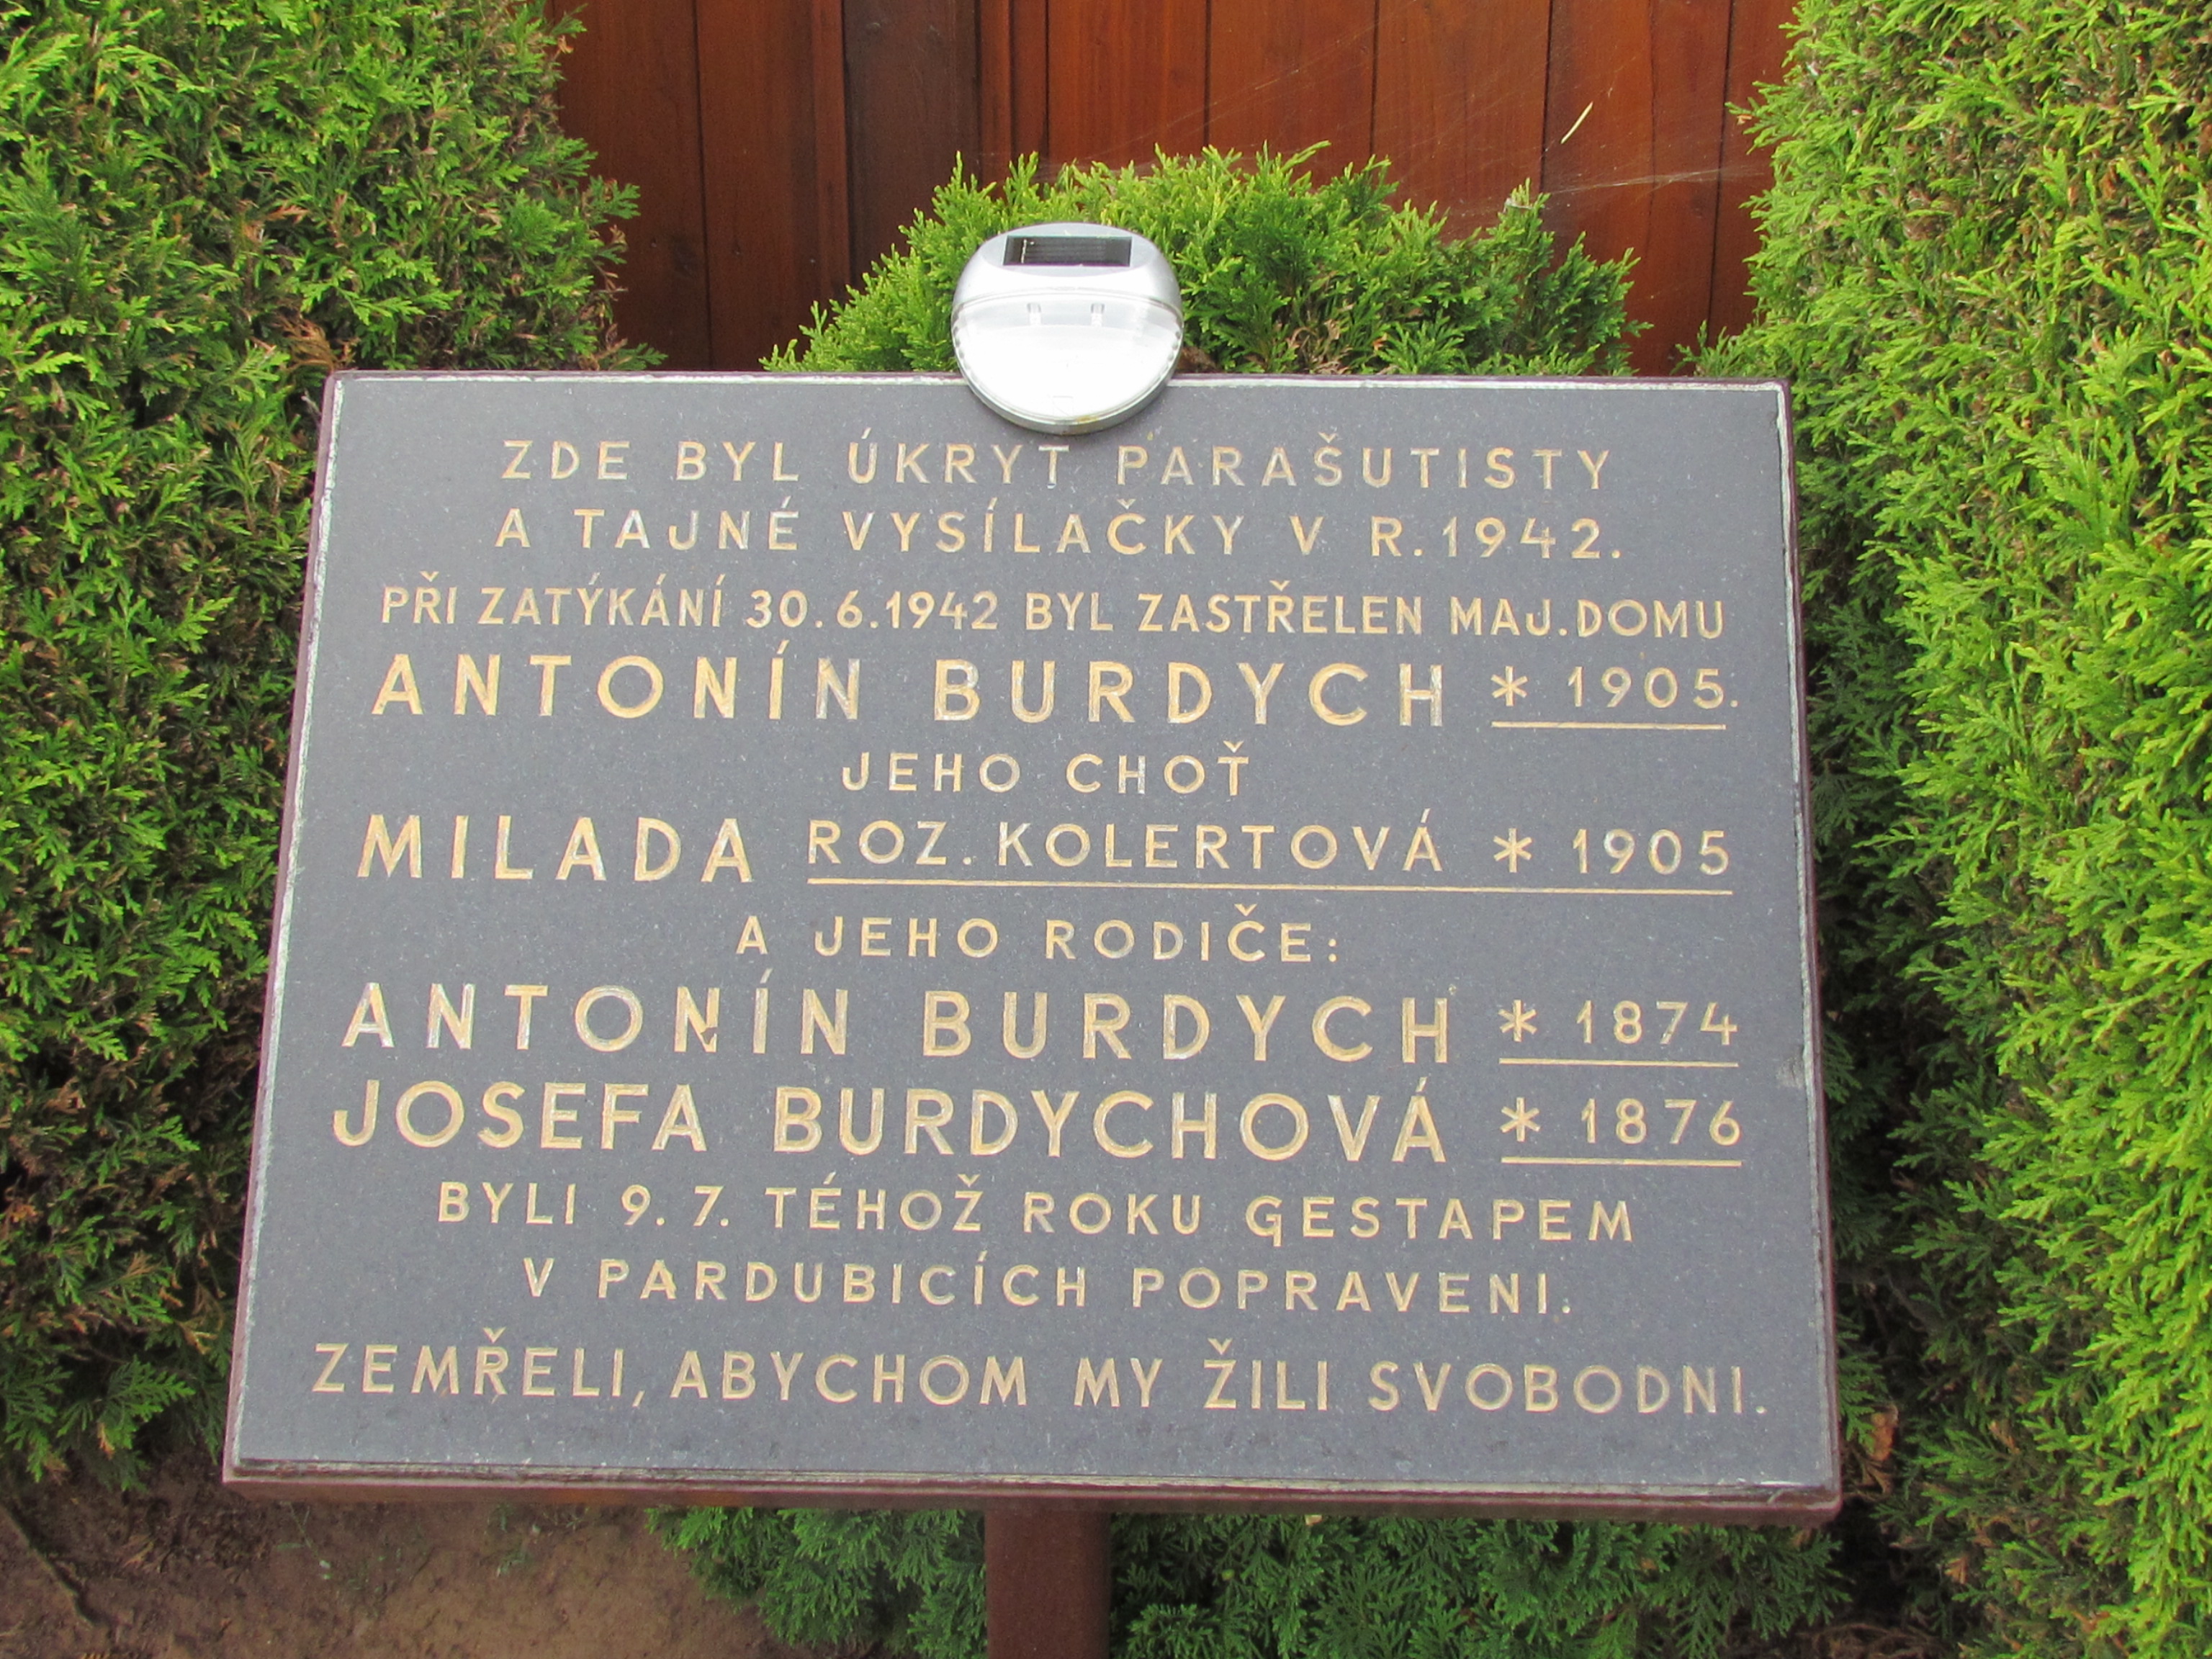 ZDE BYL ÚKRYT PARAŠUTISTY
A TAJNÉ VYSÍLAČKY V R. 1942.
PŘI ZATÝKÁNÍ 30.6.1942 BYL ZASTŘELEN MAJ. DOMU
ANTONÍN BURDYCH * 1905.
JEHO CHOŤ
MILADA ROZ. KOLERTOVÁ * 1905
A JEHO RODIČE:
ANTONÍN BURDYCH * 1874
JOSEFA BURDYCHOVÁ * 1876
BYLI 9. 7. TÉHOŽ ROKU GESTAPEM
V PARDUBICÍCH POPRAVENI.
ZEMŘELI, ABYCHOM MY ŽILI SVOBODNI.